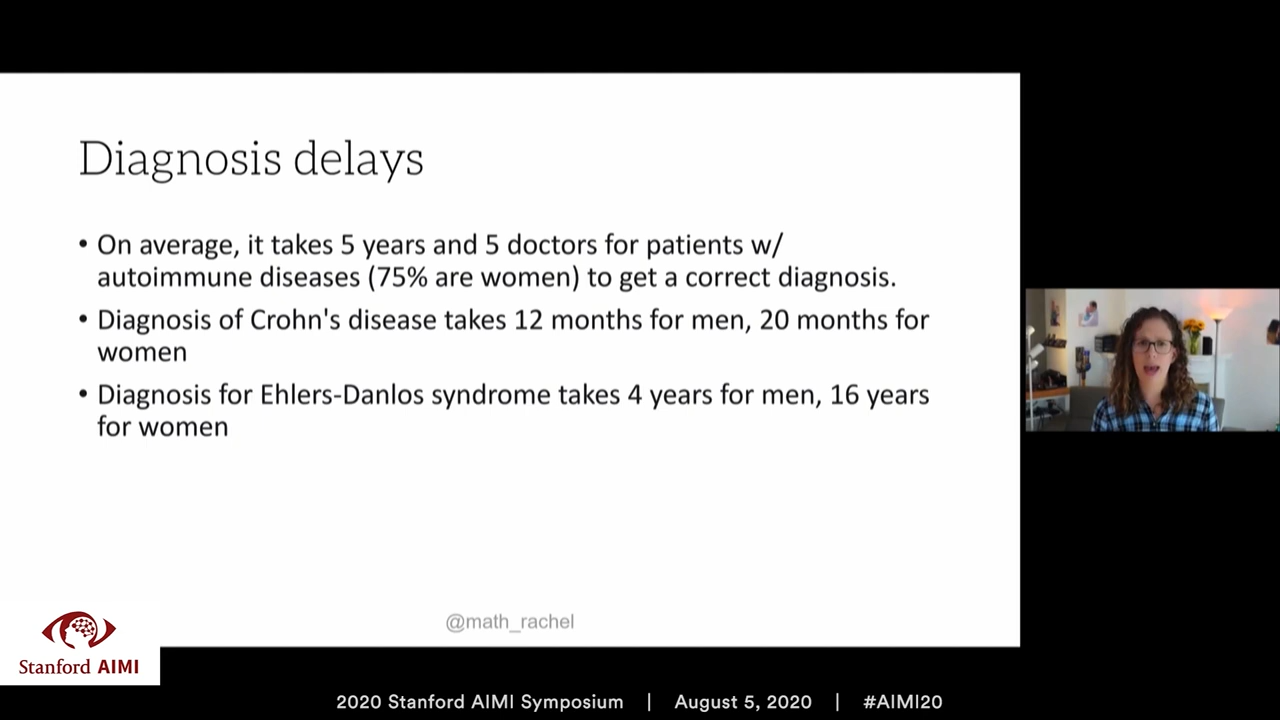 Diagnosis delays
• On average, it takes 5 years and 5 doctors for patients w/
autoimmune diseases (75% are women) to get a correct diagnosis.
• Diagnosis of Crohn's disease takes 12 months for men, 20 months for
women
• Diagnosis for Ehlers-Danlos syndrome takes 4 years for men, 16 years
for women
@math_rachel
Stanford AIMI
2020 Stanford AIMI Symposium | August 5, 2020 | #AIMI20